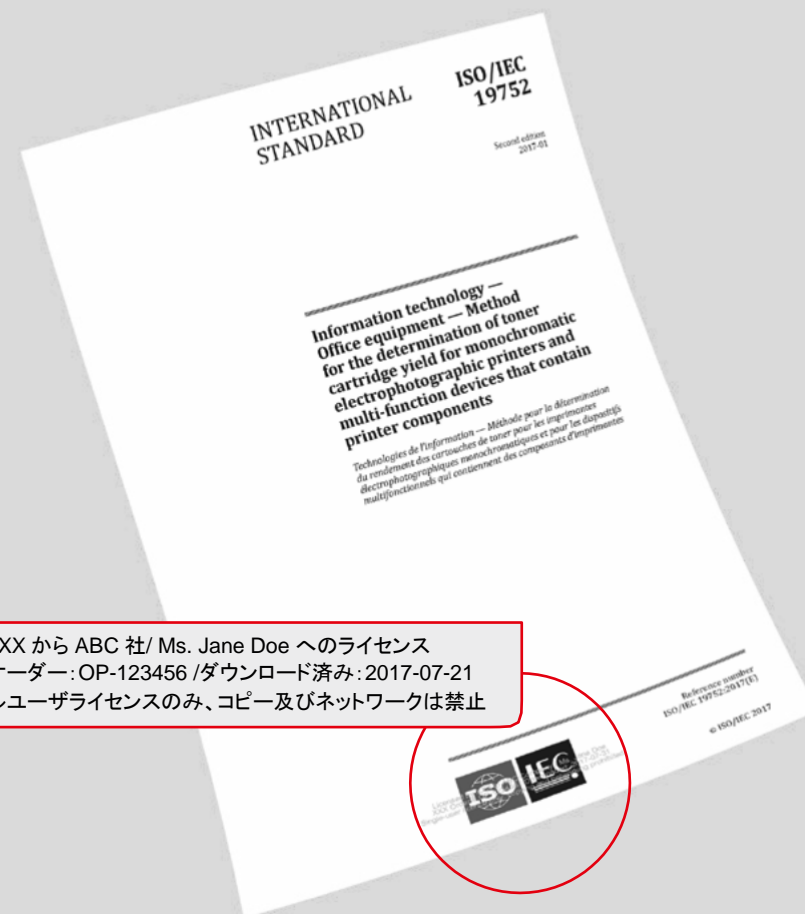 INTERNATIONAL
STANDARD
ISO/IEC
19752
Second edition
2017-01
Information technology —
Office equipment — Method
for the determination of toner
cartridge yield for monochromatic
electrophotographic printers and
multi-function devices that contain
printer components
Technologies de l'information — Méthode pour la détermination
du rendement des cartouches de toner pour les imprimantes
électrophotographiques monochromatiques et pour les dispositifs
multifonctionnels qui contiennent des composants d'imprimantes
XX から ABC 社/ Ms. Jane Doe へのライセンス
オーダー：OP-123456 /ダウンロード済み：2017-07-21
ユーザライセンスのみ、コピー及びネットワークは禁止
Reference number
ISO/IEC 19752:2017(E)
© ISO/IEC 2017
ISO
IEC